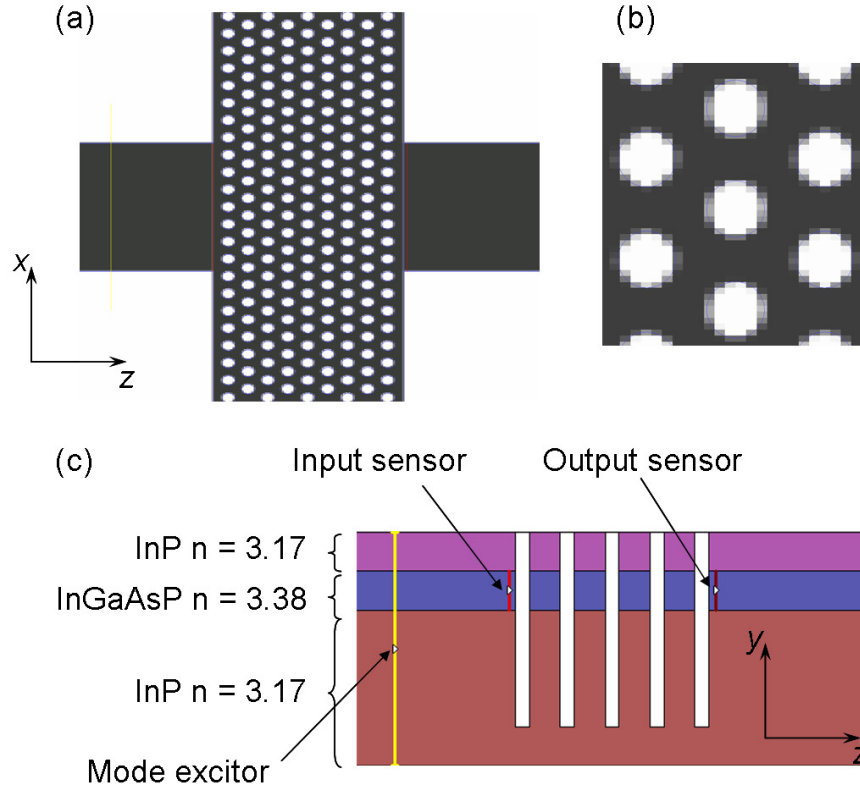 (a)
(b)
x
z
(c)
Input sensor
Output sensor
InP n = 3.17
InGaAsP n = 3.38
InP n = 3.17
y
z
Mode excitor